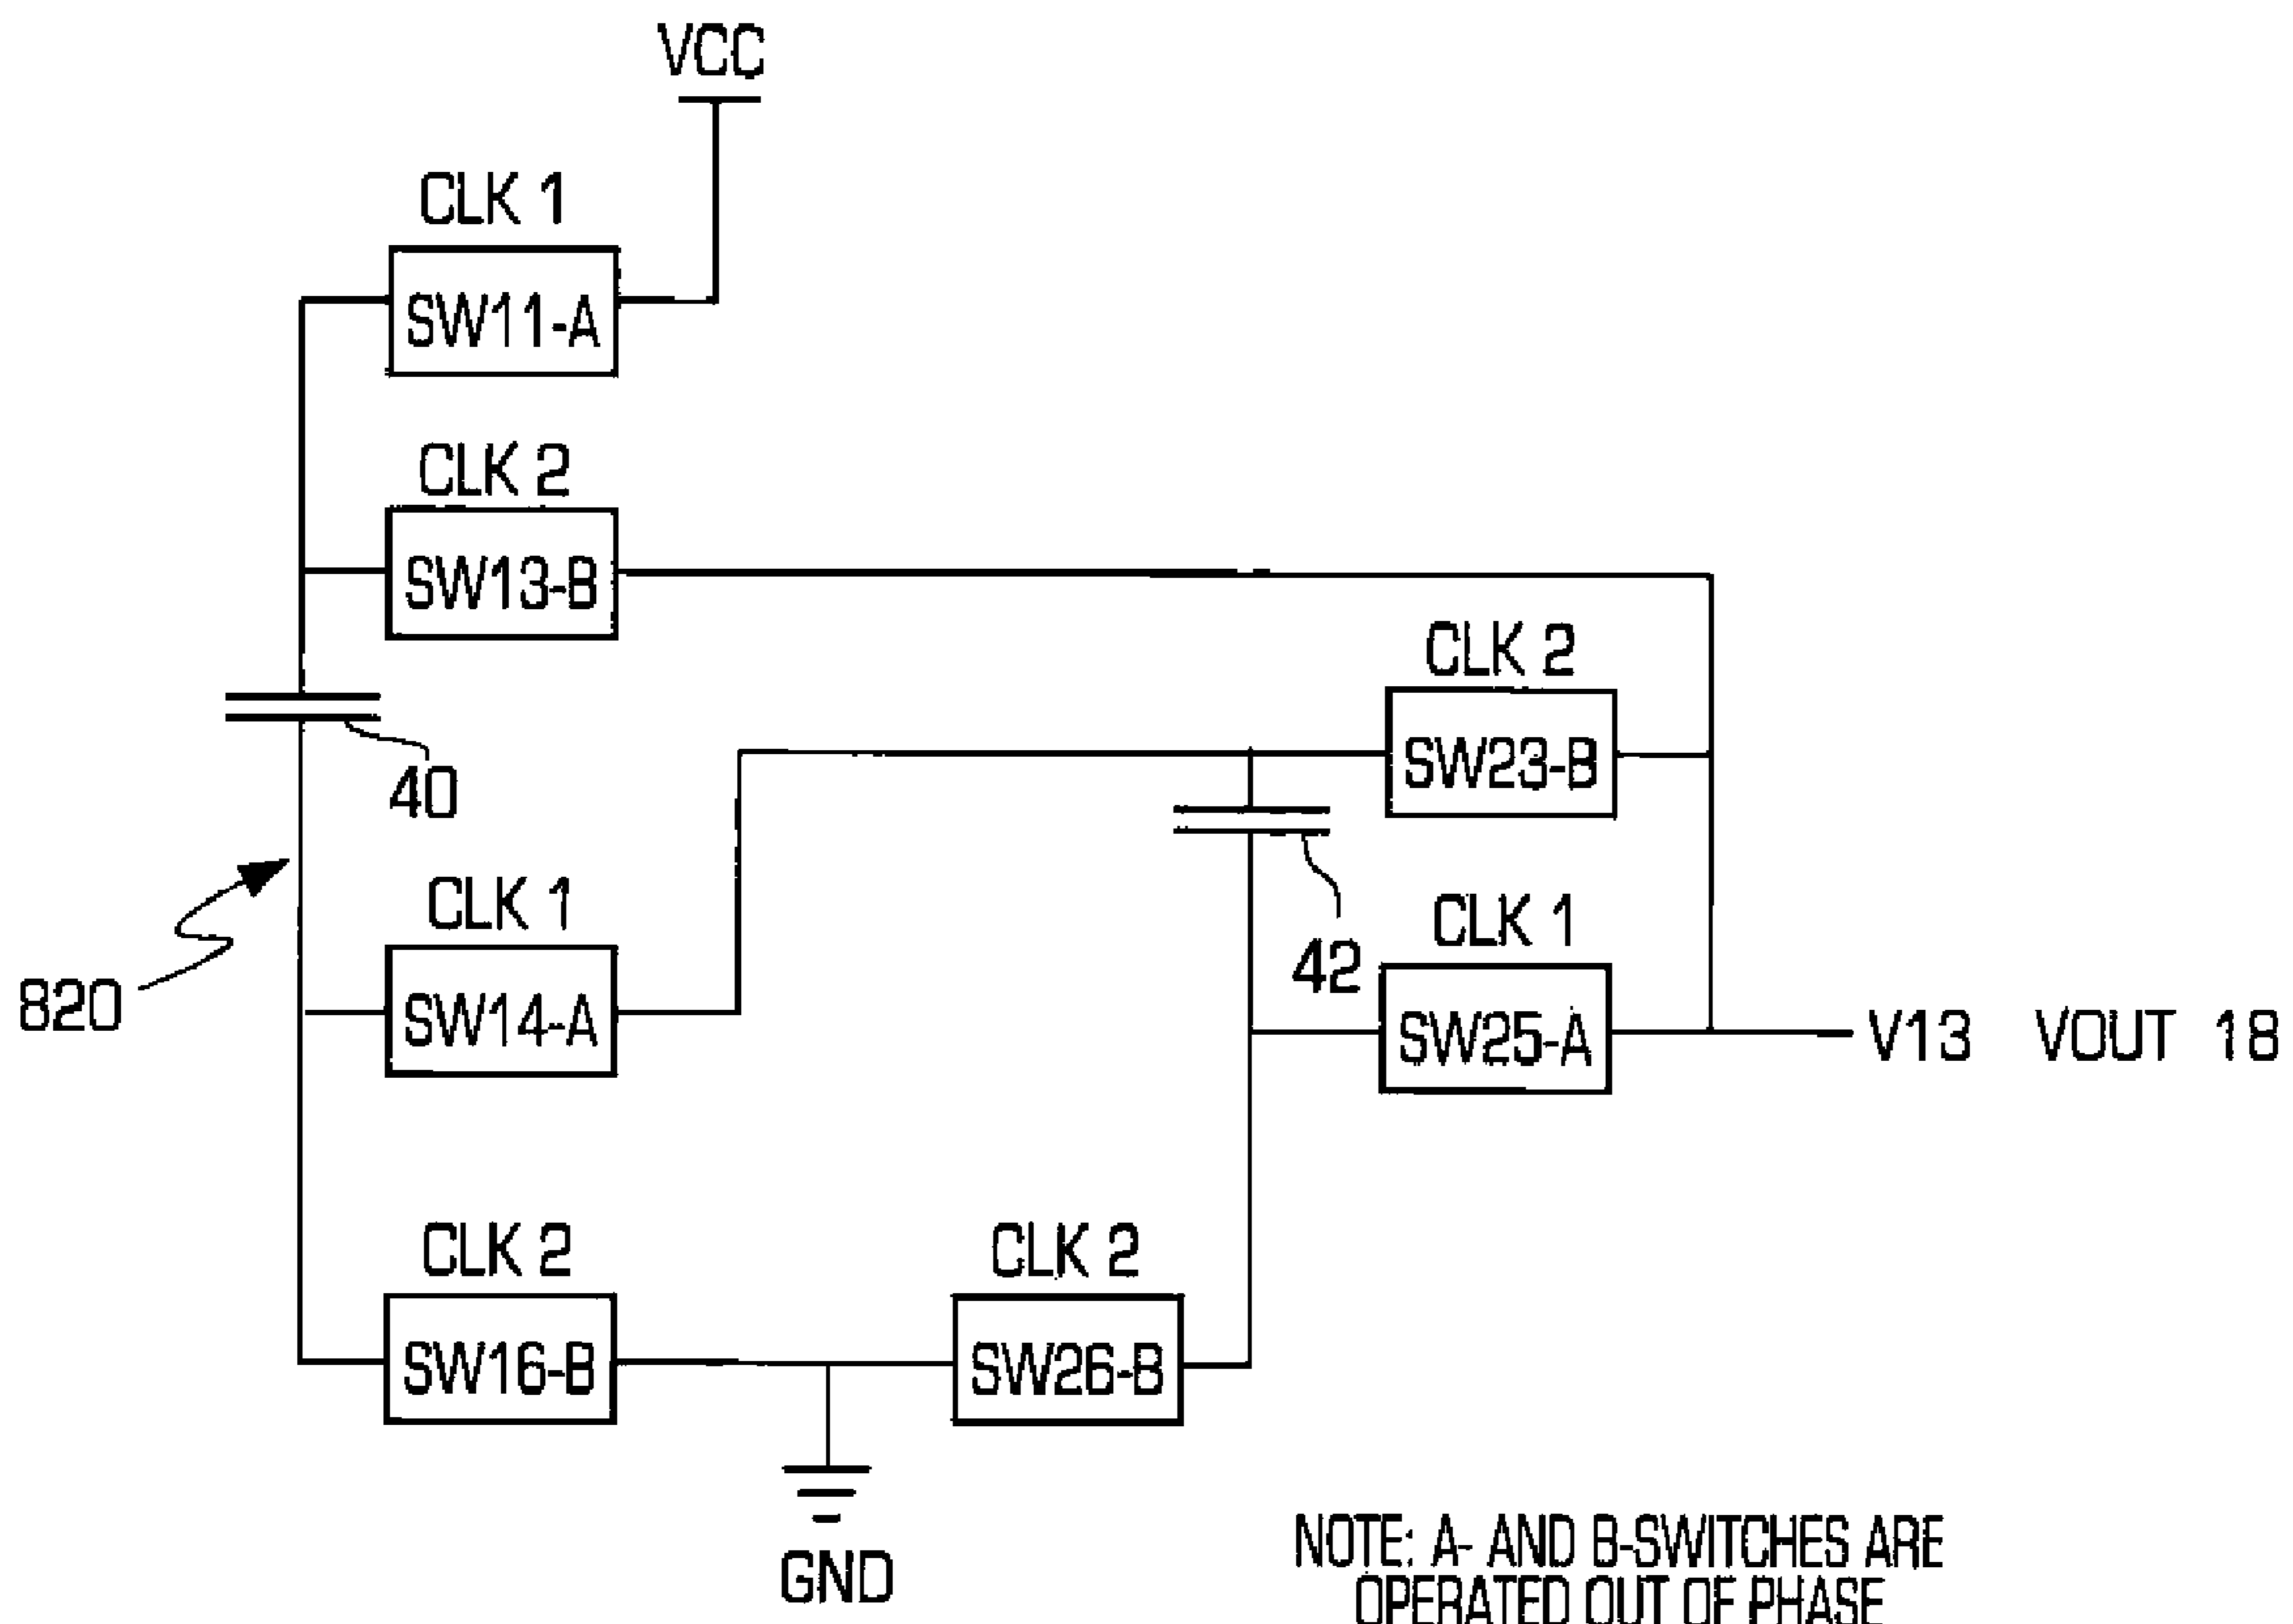 VCC
CLK 1
SW11-A
CLK 2
SW13-B
CLK 2
SW23-B
40
CLK 1
SW14-A
42
CLK 1
SW25-A
820
V13 VOUT 18
CLK 2
SW16-B
CLK 2
SW26-B
GND
NOTE: A- AND B-SWITCHES ARE
OPERATED OUT OF PHASE